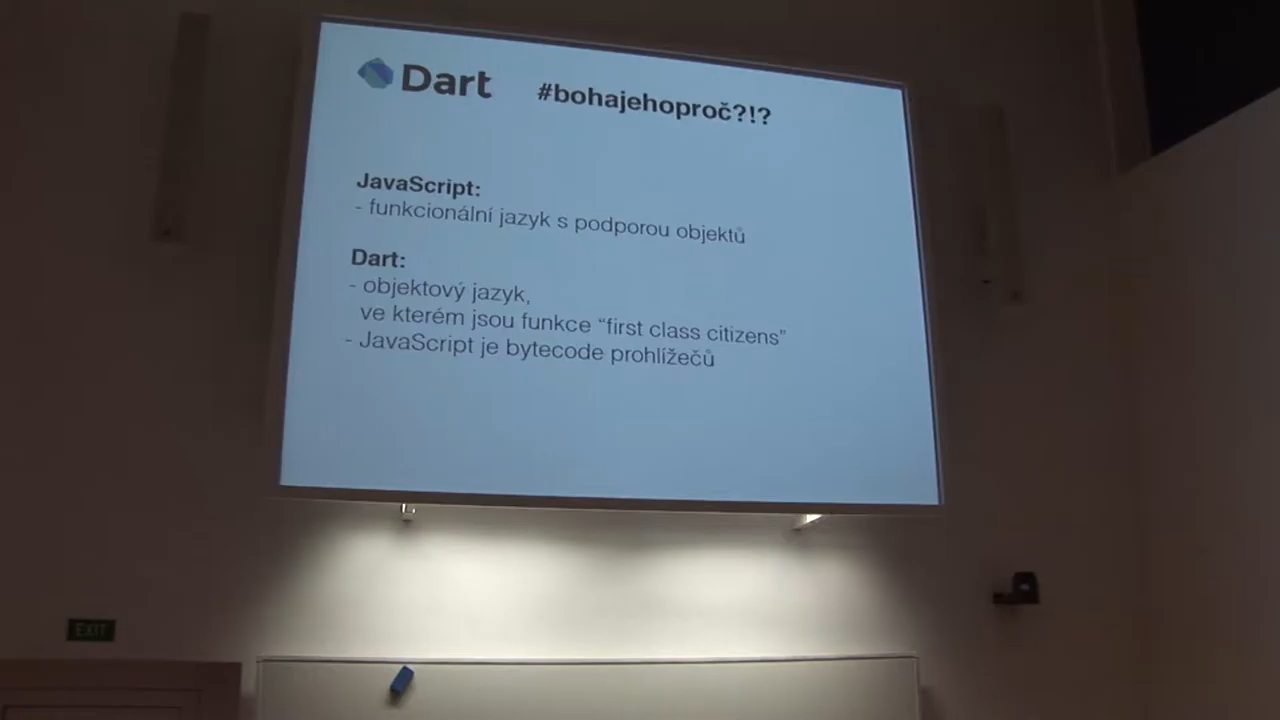 Dart #bohajehoproč?!?
JavaScript:
- funkcionální jazyk s podporou objektů
Dart:
- objektový jazyk,
ve kterém jsou funkce “first class citizens”
- JavaScript je bytecode prohlížečů
EXIT